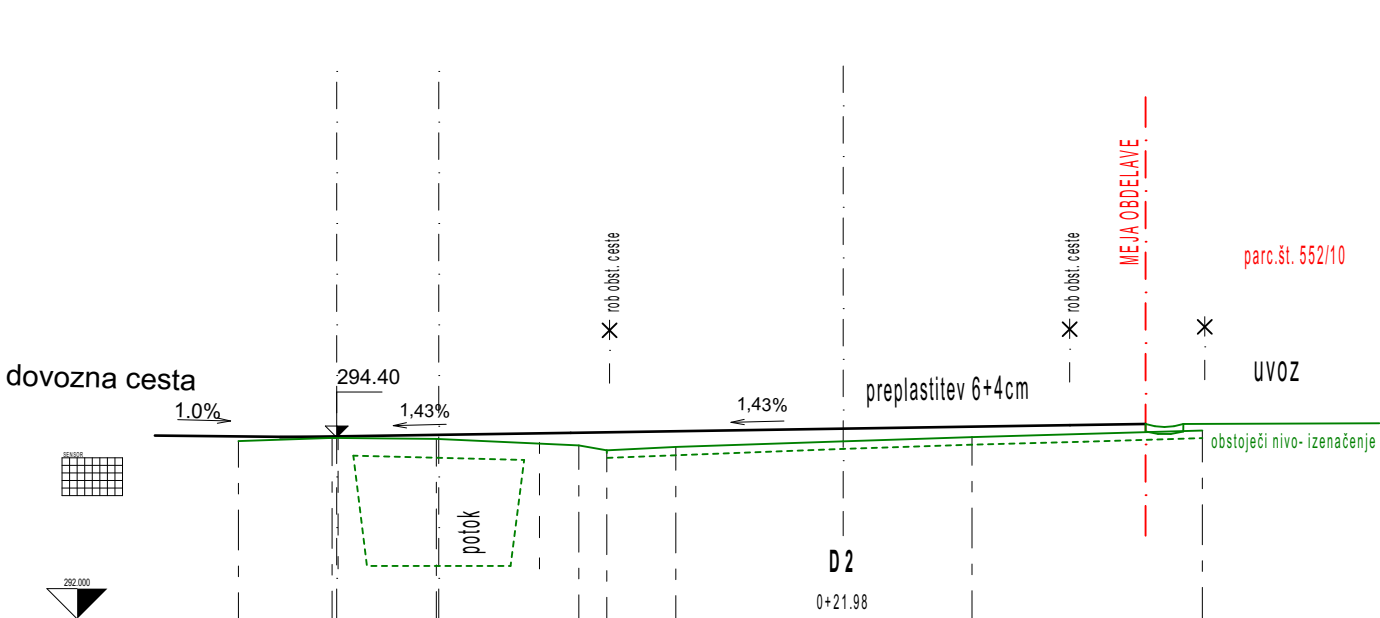 MEJA OBDELAVE
rob obst. ceste
rob obst. ceste
parc.št. 552/10
dovozna cesta
294.40
preplastitev 6+4cm
uvoz
1.0%
1,43%
1,43%
obstoječi nivo- izenačenje
SENSOR
potok
D 2
292.000
0+21.98